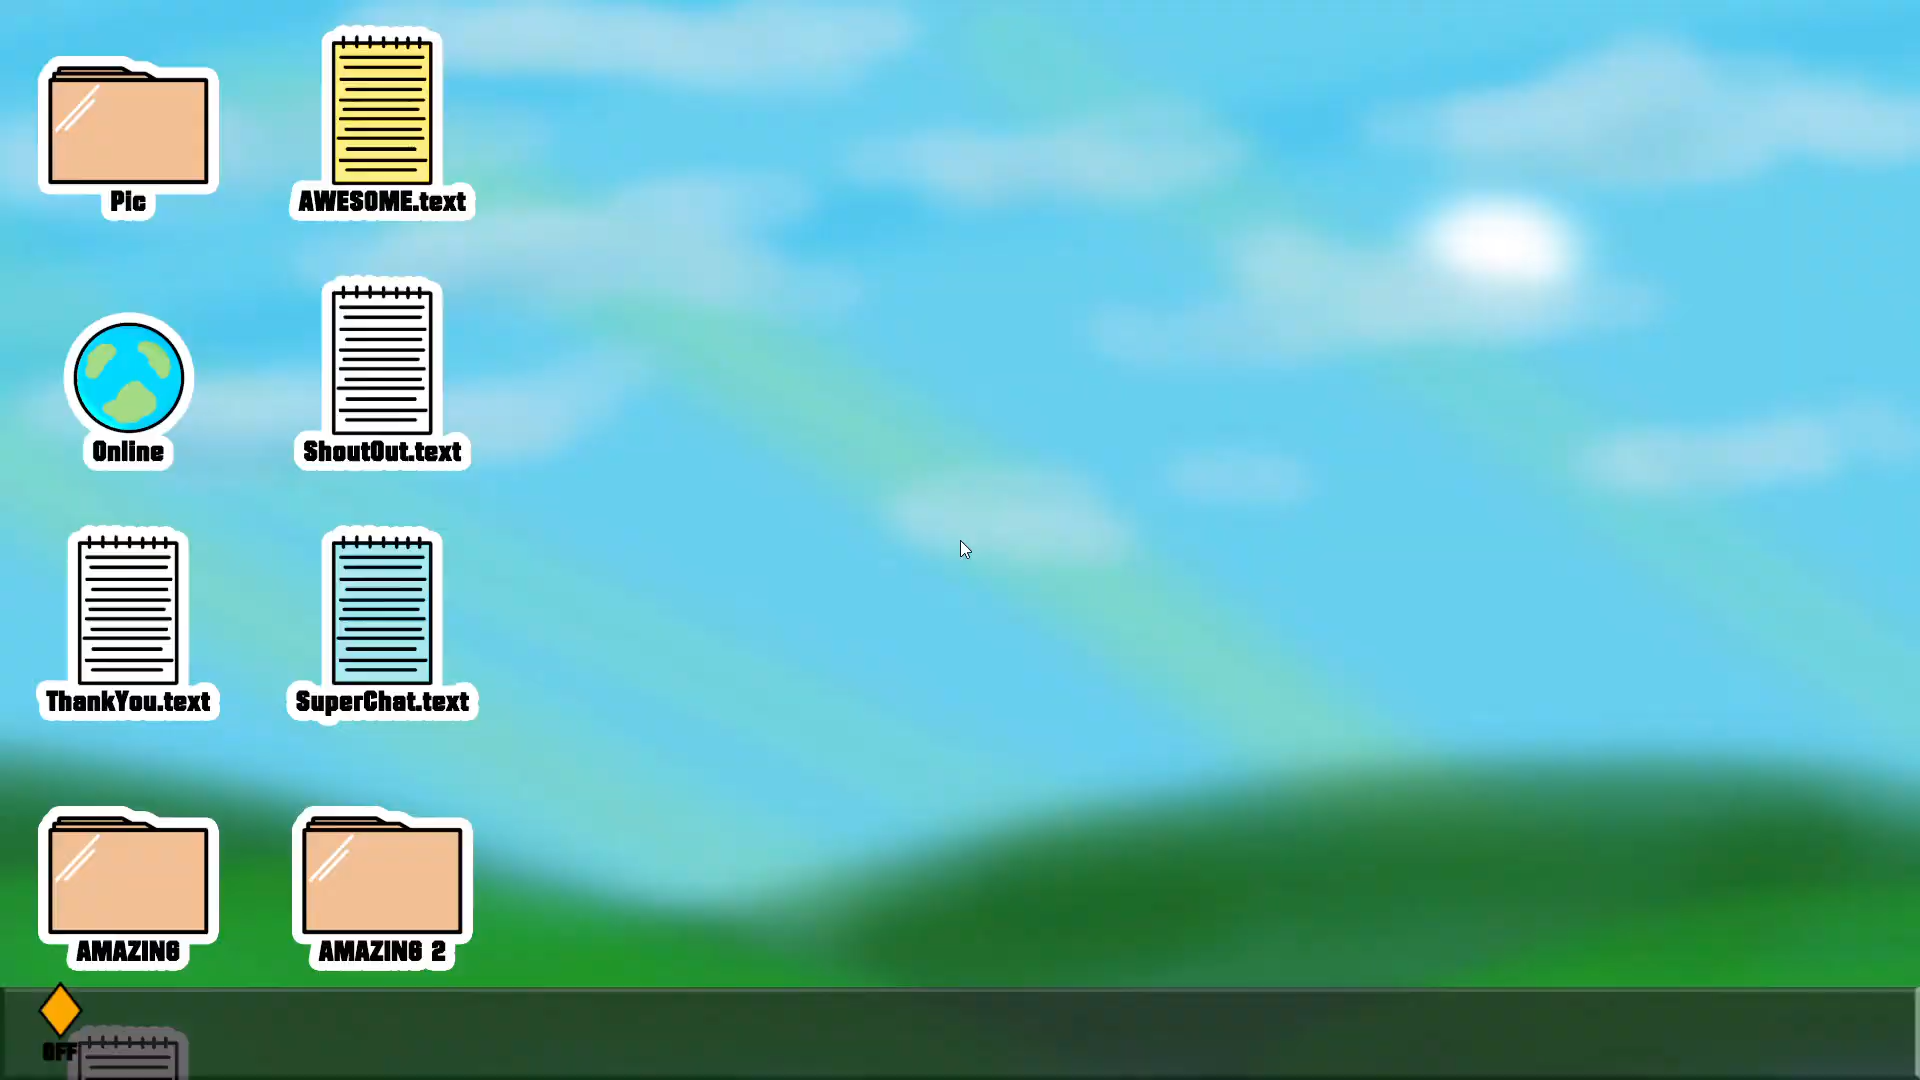 Pic
AWESOME.text
Online
ShoutOut.text
ThankYou.text
SuperChat.text
AMAZING
AMAZING 2
OFF